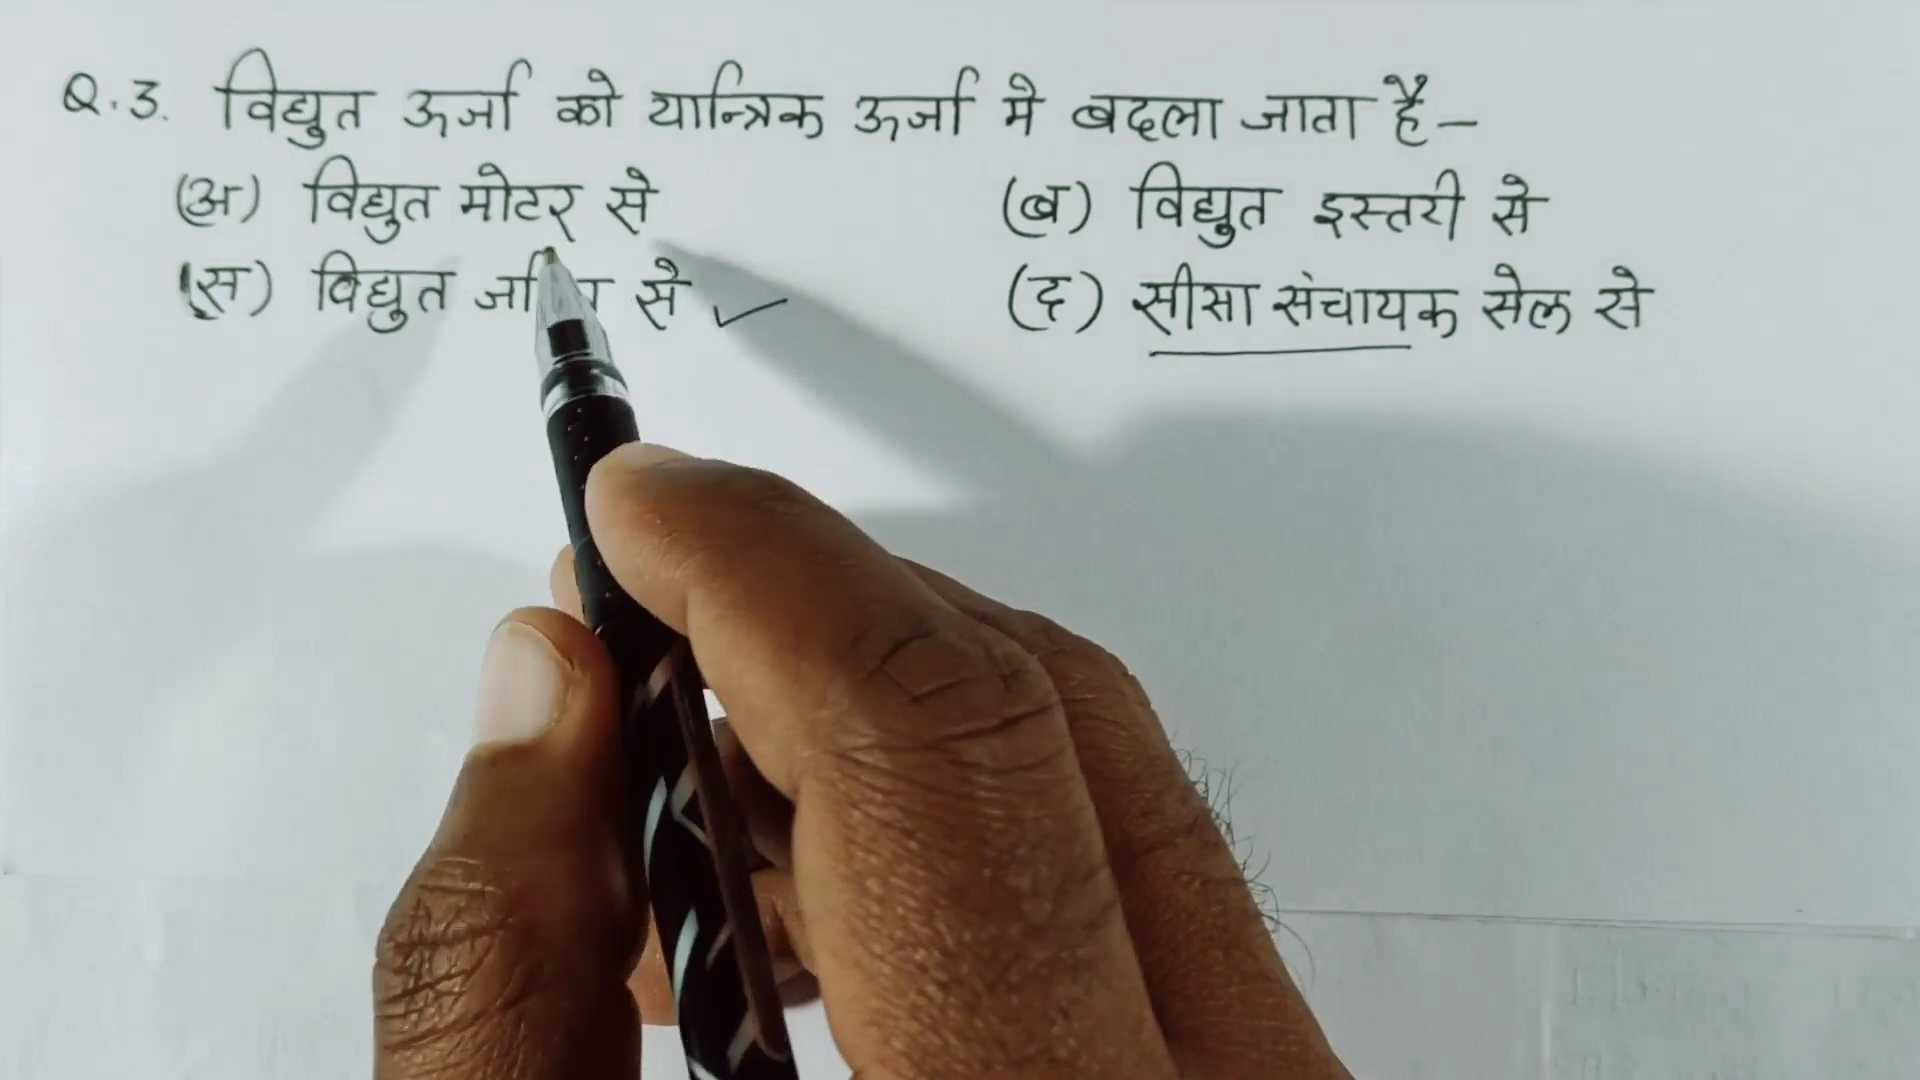 Q.3. विद्युत ऊर्जा को यान्त्रिक ऊर्जा मे बदला जाता है—
(अ) विद्युत मोटर से (ब) विद्युत इस्तरी से
(स) विद्युत से ✓ (द) सीसा संचायक सेल से